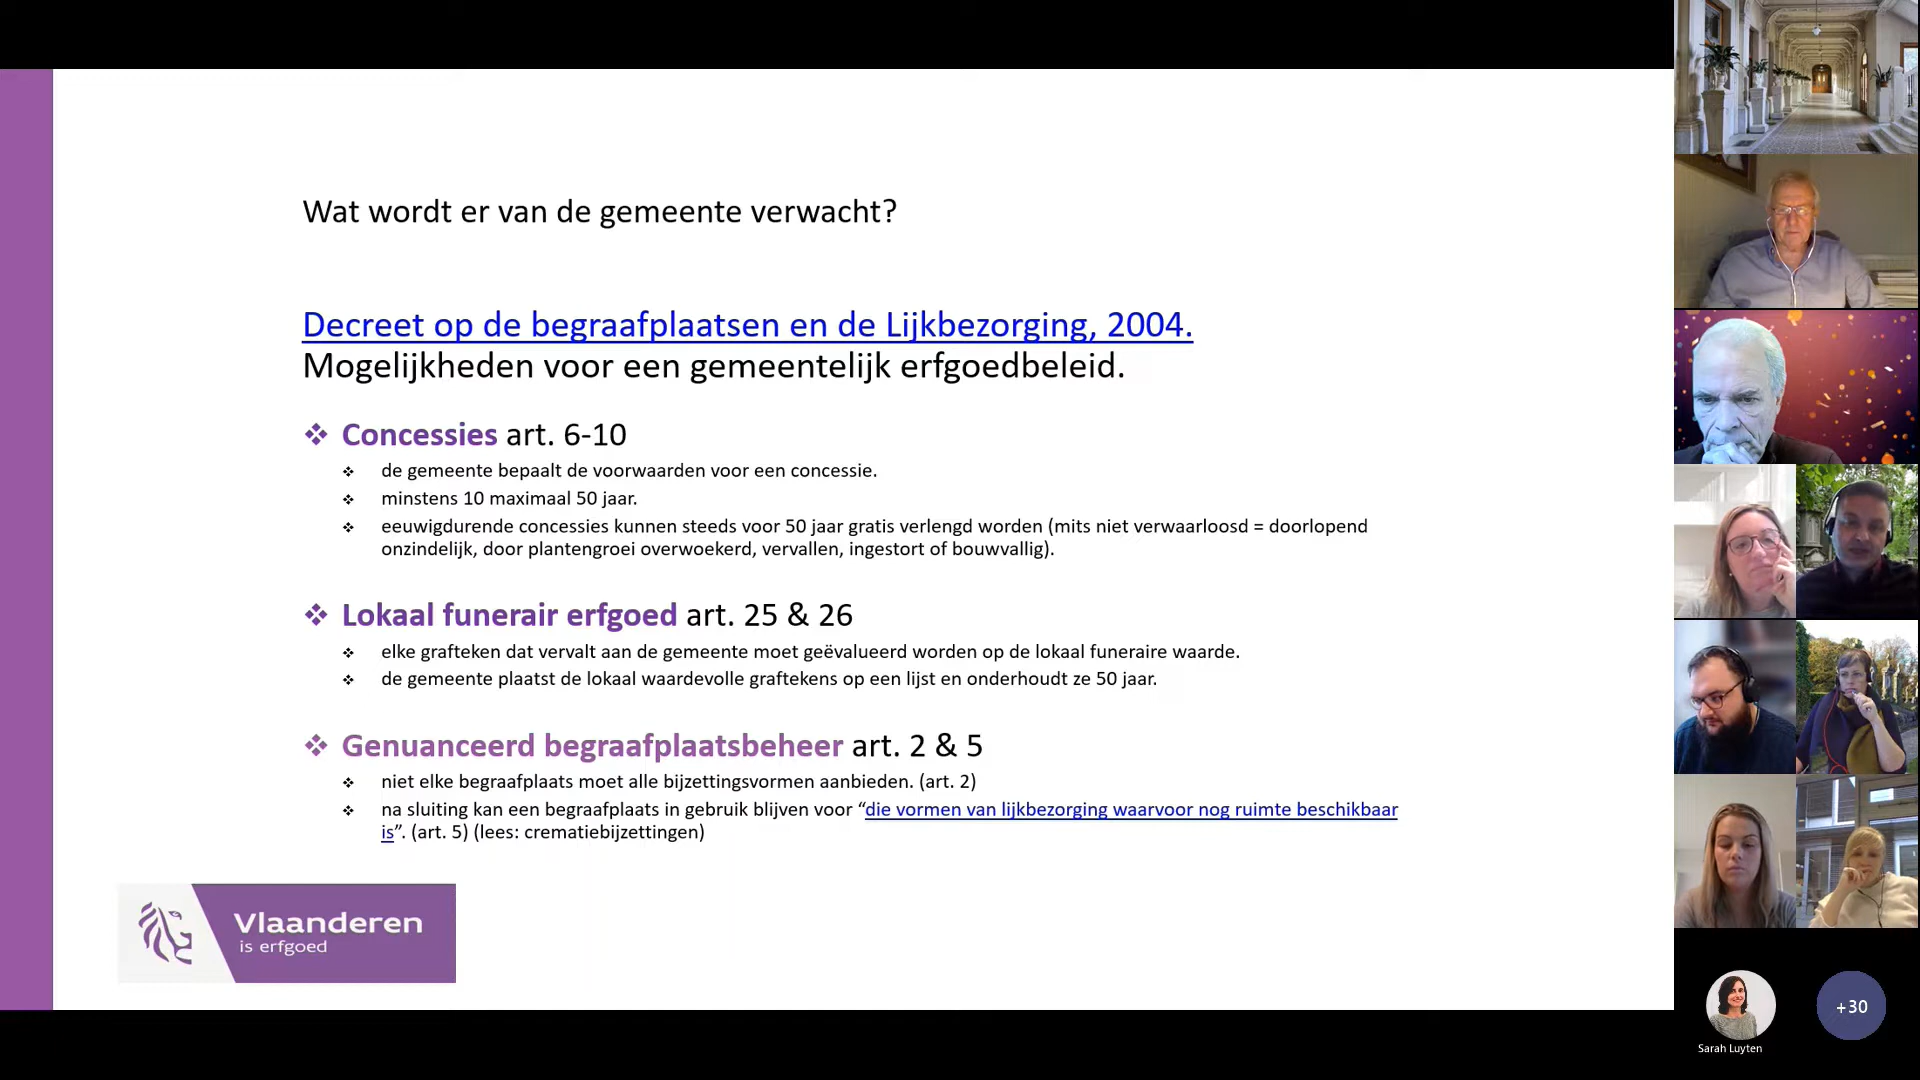 Wat wordt er van de gemeente verwacht?
Decreet op de begraafplaatsen en de Lijkbezorging, 2004.
Mogelijkheden voor een gemeentelijk erfgoedbeleid.
❖ Concessies art. 6-10
❖ de gemeente bepaalt de voorwaarden voor een concessie.
❖ minstens 10 maximaal 50 jaar.
❖ eeuwigdurende concessies kunnen steeds voor 50 jaar gratis verlengd worden (mits niet verwaarloosd = doorlopend
onzindelijk, door plantengroei overwoekerd, vervallen, ingestort of bouwvallig).
❖ Lokaal funerair erfgoed art. 25 & 26
❖ elke grafteken dat vervalt aan de gemeente moet geëvalueerd worden op de lokaal funeraire waarde.
❖ de gemeente plaatst de lokaal waardevolle graftekens op een lijst en onderhoudt ze 50 jaar.
❖ Genuanceerd begraafplaatsbeheer art. 2 & 5
❖ niet elke begraafplaats moet alle bijzettingsvormen aanbieden. (art. 2)
❖ na sluiting kan een begraafplaats in gebruik blijven voor “die vormen van lijkbezorging waarvoor nog ruimte beschikbaar
is”. (art. 5) (lees: crematiebijzettingen)
Vlaanderen
is erfgoed
+30
Sarah Luyten